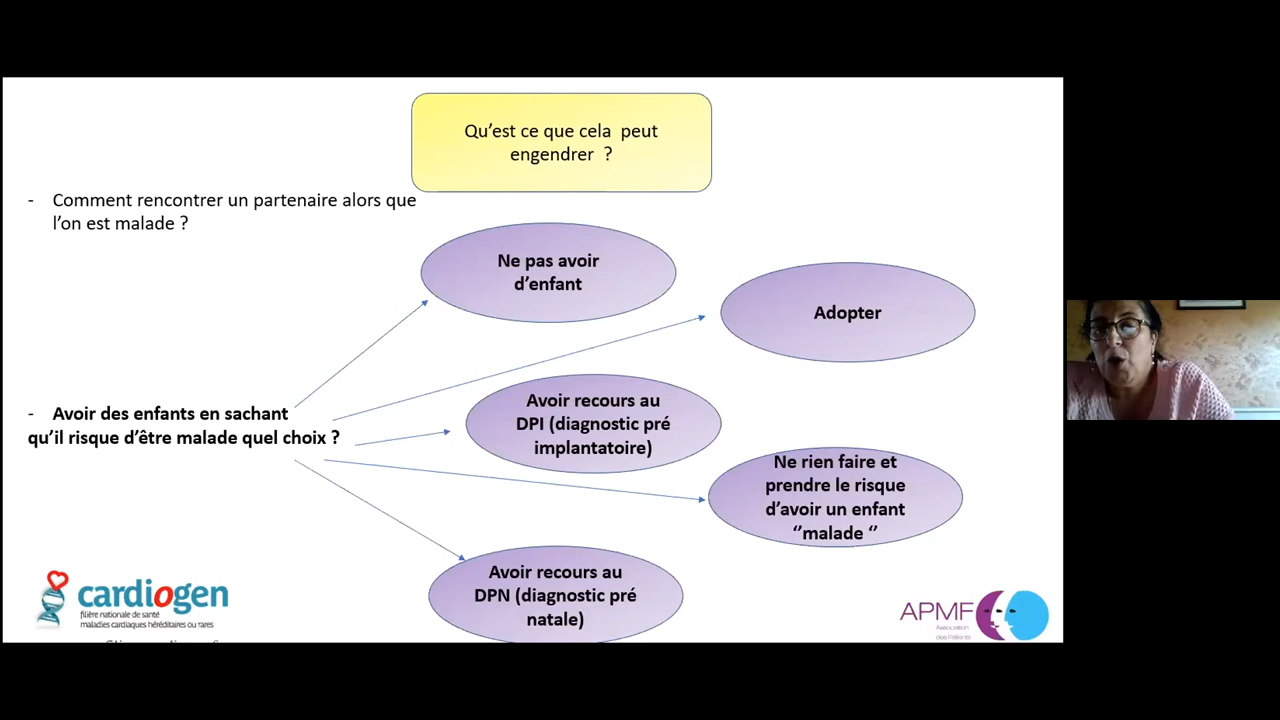 Qu’est ce que cela peut
engendrer ?
- Comment rencontrer un partenaire alors que
l’on est malade ?
Ne pas avoir
d’enfant
Adopter
- Avoir des enfants en sachant
qu’il risque d’être malade quel choix ?
Avoir recours au
DPI (diagnostic pré
implantatoire)
Ne rien faire et
prendre le risque
d’avoir un enfant
‘’malade ‘’
Avoir recours au
DPN (diagnostic pré
natale)
cardiogen
filière nationale de santé
maladies cardiaques héréditaires ou rares
APMF
Association
des Patients